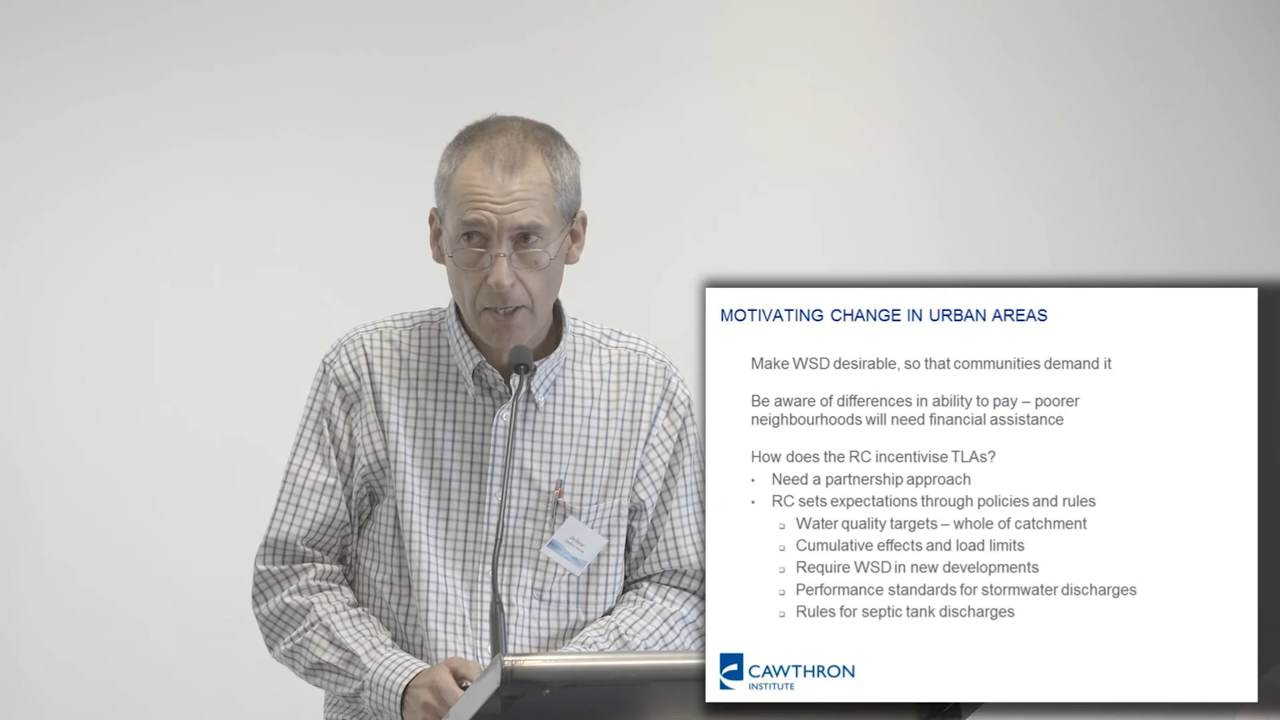 MOTIVATING CHANGE IN URBAN AREAS
Make WSD desirable, so that communities demand it
Be aware of differences in ability to pay – poorer
neighbourhoods will need financial assistance
How does the RC incentivise TLAs?
• Need a partnership approach
• RC sets expectations through policies and rules
❑ Water quality targets – whole of catchment
❑ Cumulative effects and load limits
❑ Require WSD in new developments
❑ Performance standards for stormwater discharges
❑ Rules for septic tank discharges
CAWTHRON
INSTITUTE